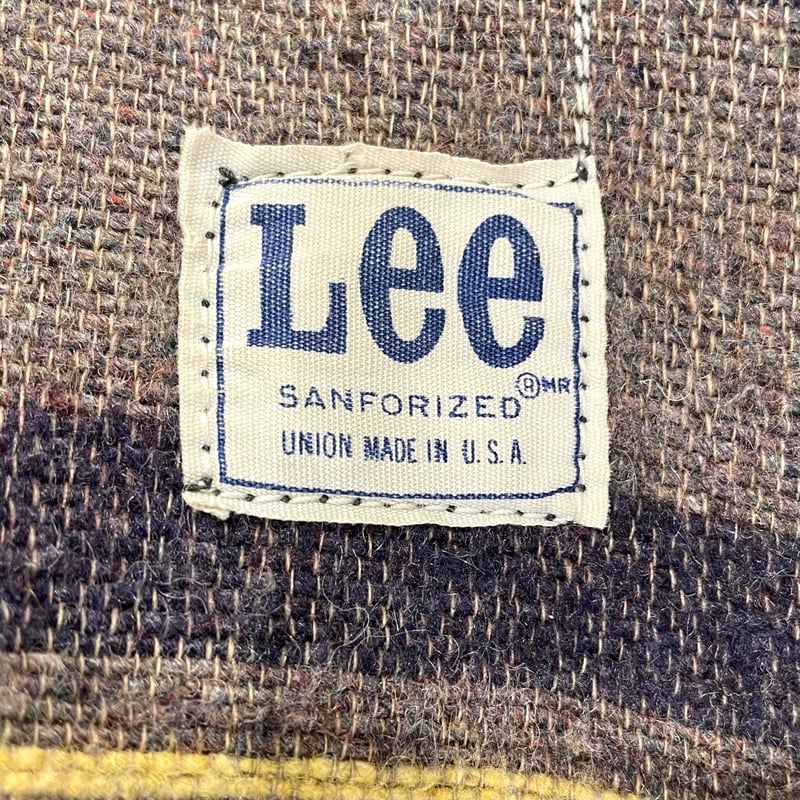 Lee
® MR
SANFORIZED
UNION MADE IN U.S.A.